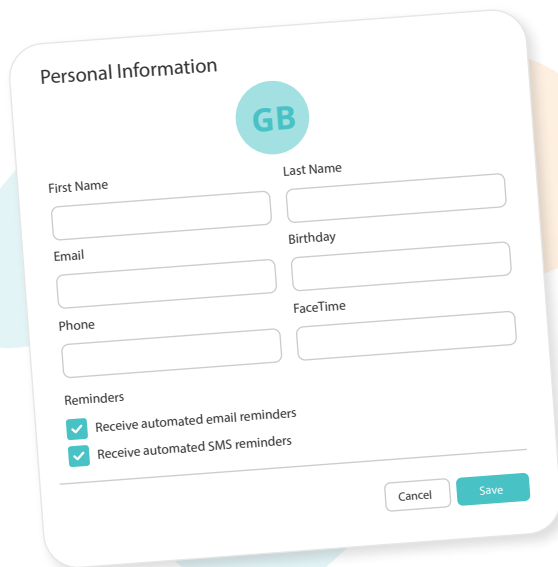 Personal Information
GB
First Name
Last Name
Email
Birthday
Phone
FaceTime
Reminders
Receive automated email reminders
Receive automated SMS reminders
Cancel
Save